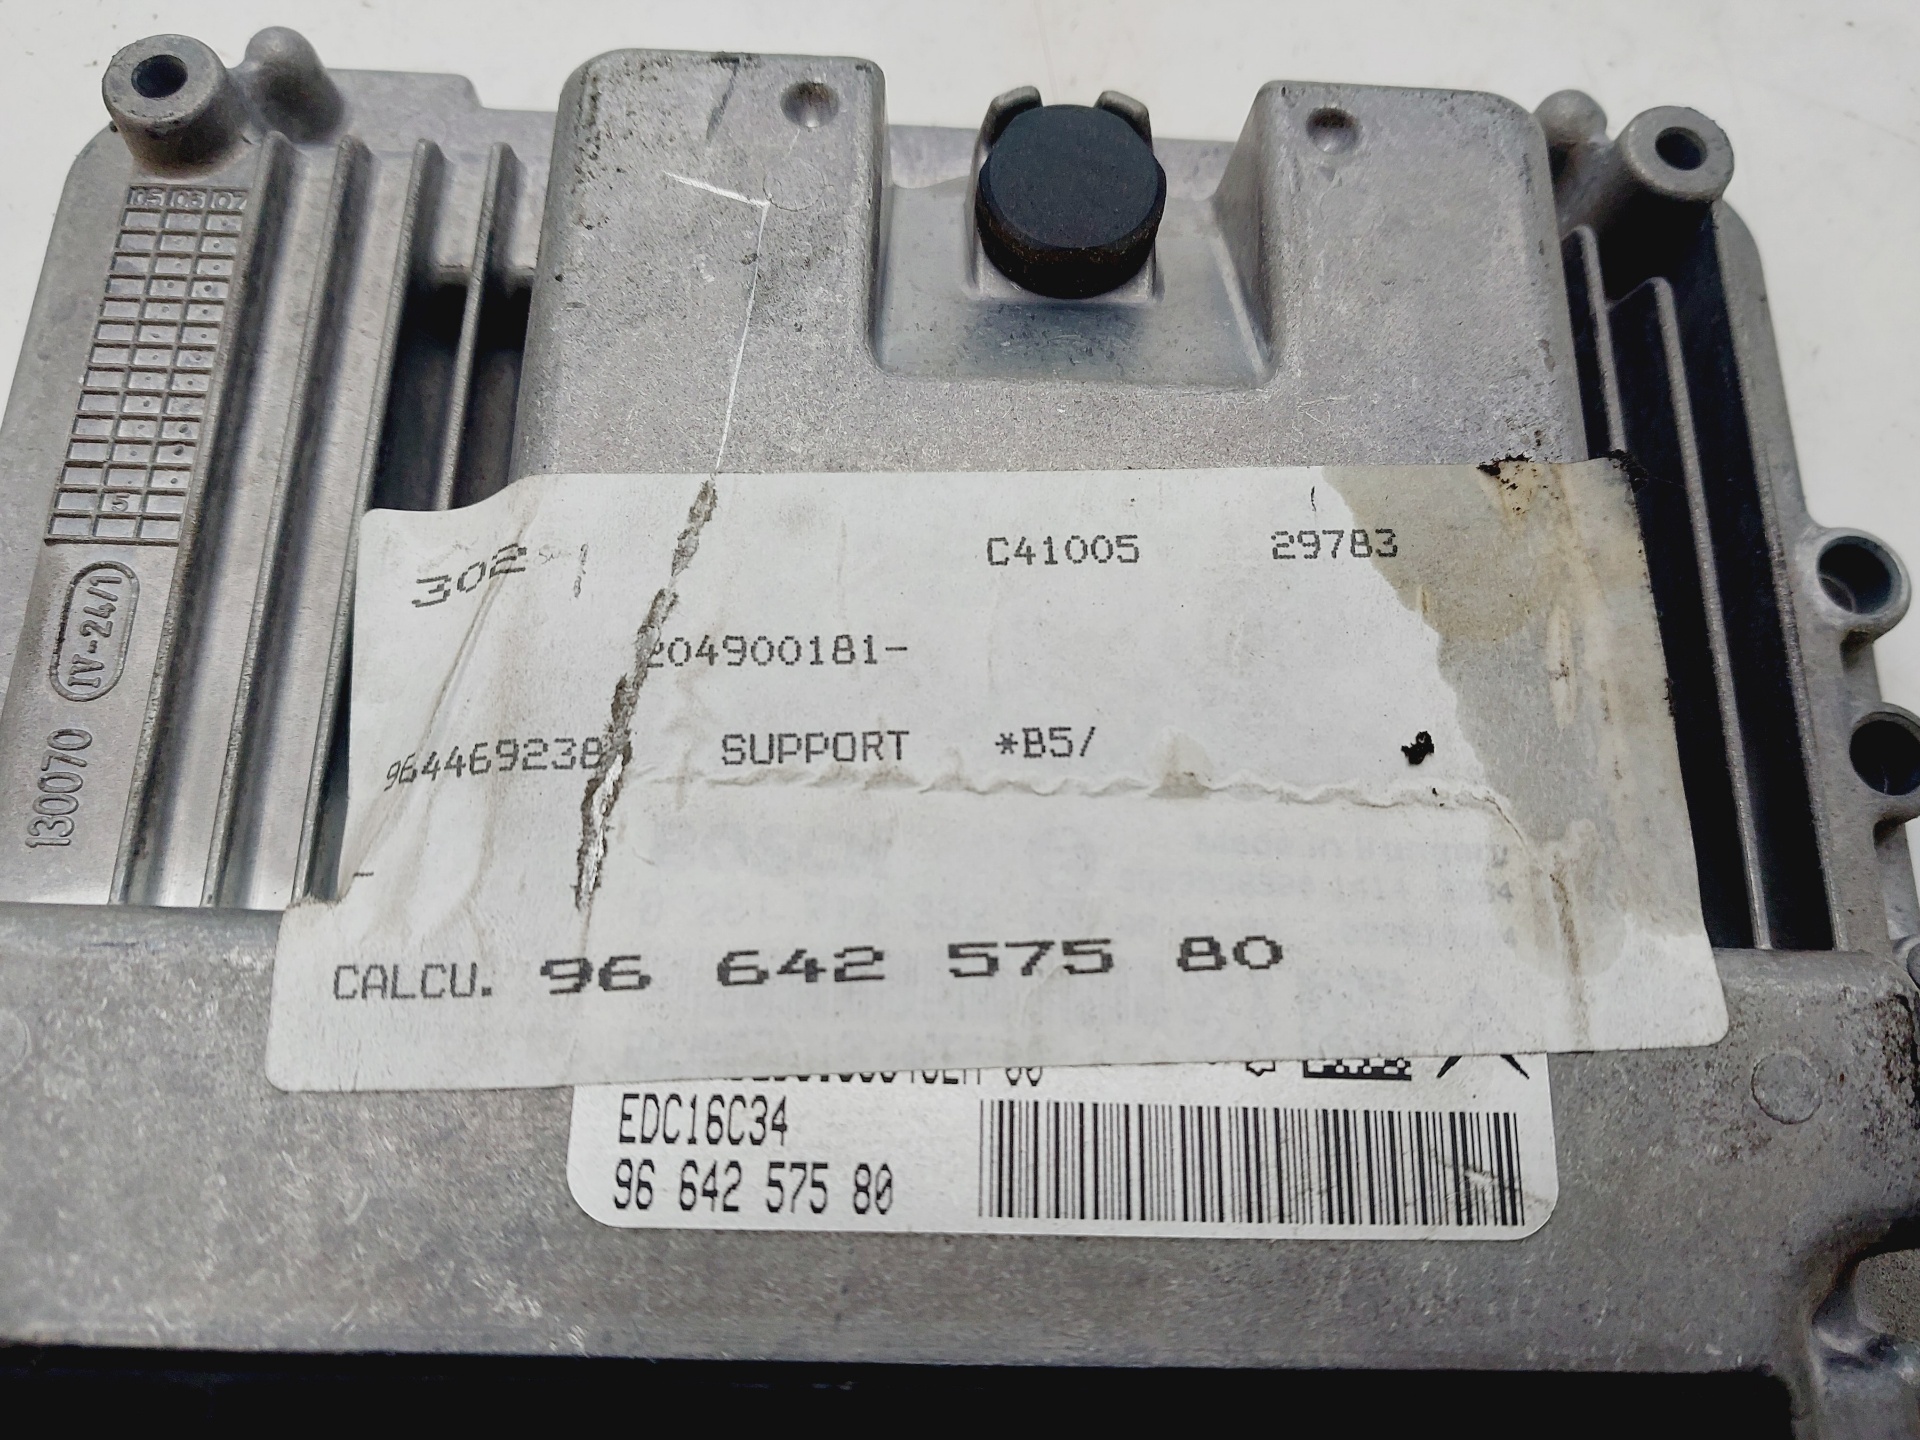 05 06 07
5
IV-24/1
130070
302 C41005 29783
204900181-
964469238 SUPPORT *B5/
-
CALCU. 96 642 575 80
EDC16C34
96 642 575 80